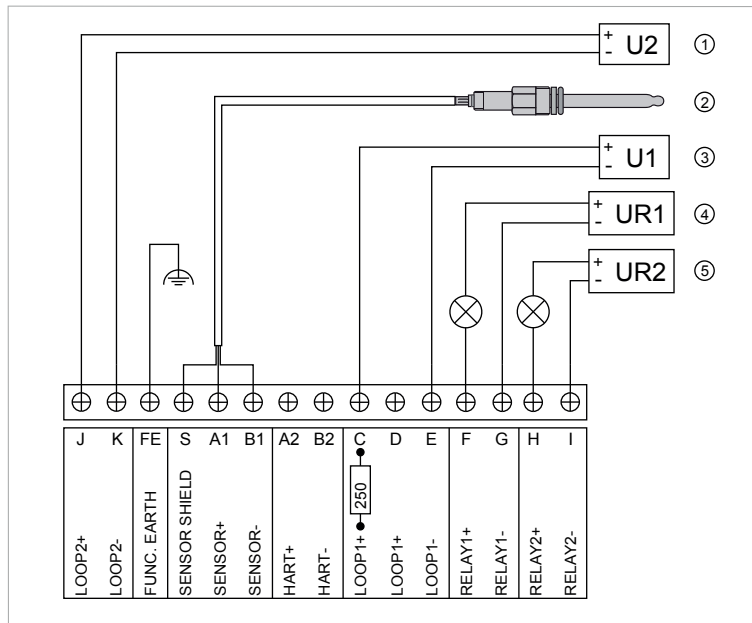 + U2 ①
-
②
+ U1 ③
-
+ UR1 ④
-
+ UR2 ⑤
-
J K FE S A1 B1 A2 B2 C D E F G H I
250
LOOP2+
LOOP2-
FUNC. EARTH
SENSOR SHIELD
SENSOR+
SENSOR-
HART+
HART-
LOOP1+
LOOP1+
LOOP1-
RELAY1+
RELAY1-
RELAY2+
RELAY2-